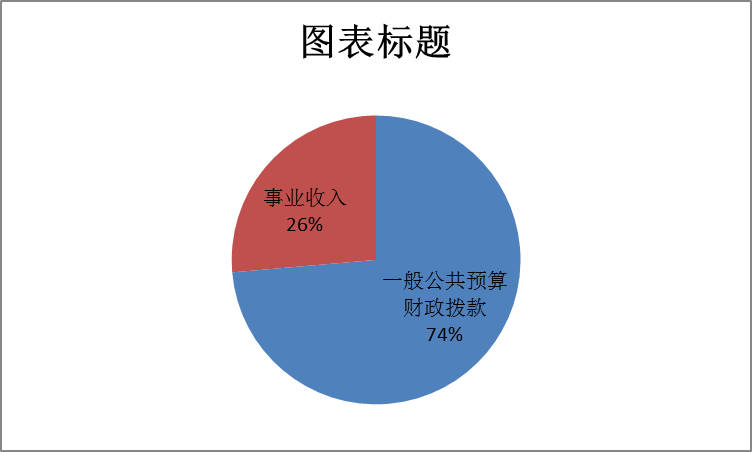 图表标题
事业收入
26%
一般公共预算
财政拨款
74%